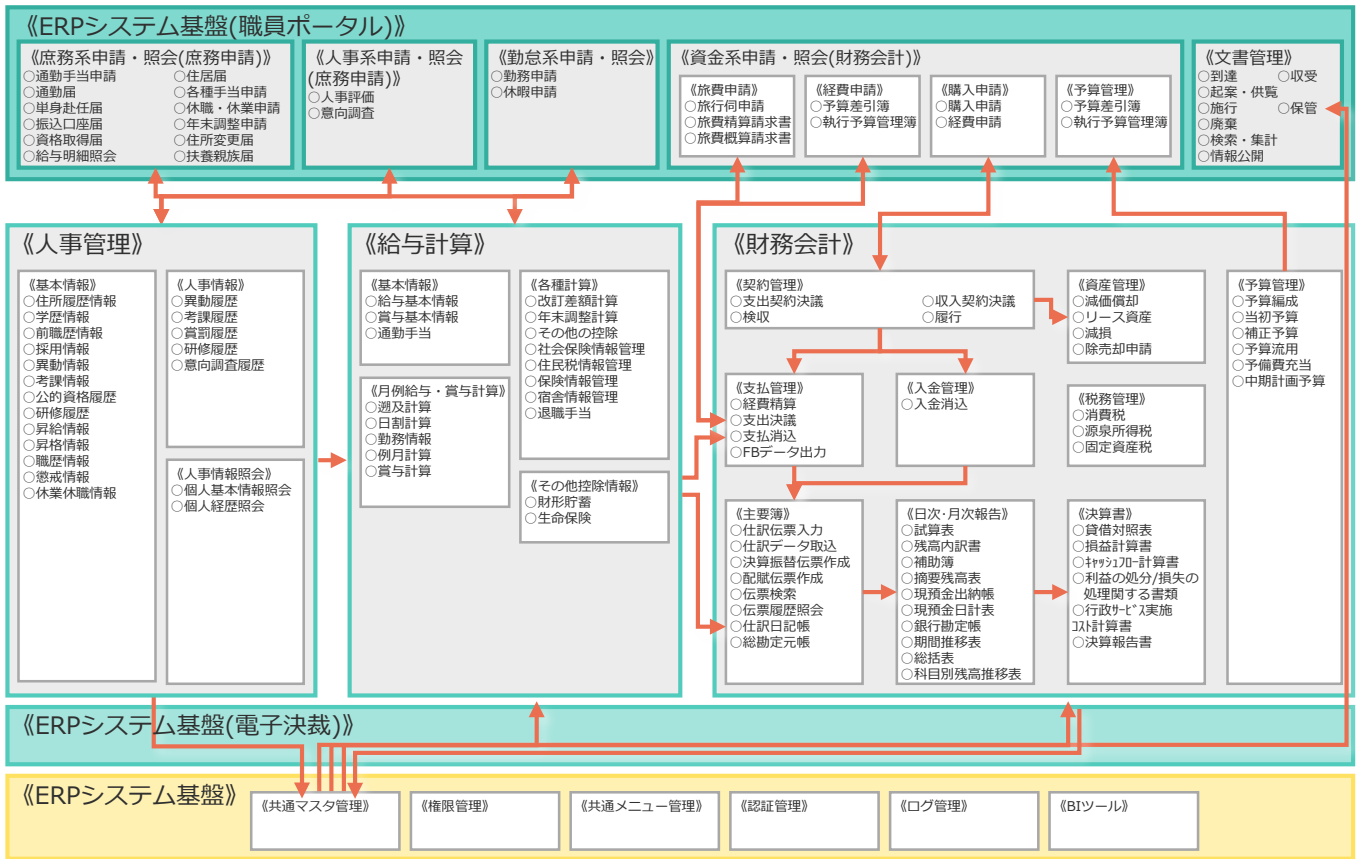 《ERPシステム基盤(職員ポータル)》
《庶務系申請・照会(庶務申請)》
○通勤手当申請
○通勤届
○単身赴任届
○振込口座届
○資格取得届
○給与明細照会
○住居届
○各種手当申請
○休職・休業申請
○年末調整申請
○住所変更届
○扶養親族届
《人事系申請・照会
(庶務申請)》
○人事評価
○意向調査
《勤怠系申請・照会》
○勤務申請
○休暇申請
《資金系申請・照会(財務会計)》
《旅費申請》
○旅行伺申請
○旅費精算請求書
○旅費概算請求書
《経費申請》
○予算差引簿
○執行予算管理簿
《購入申請》
○購入申請
○経費申請
《予算管理》
○予算差引簿
○執行予算管理簿
《文書管理》
○到達 ○収受
○起案・供覧
○施行 ○保管
○廃棄
○検索・集計
○情報公開
《人事管理》
《基本情報》
○住所履歴情報
○学歴情報
○前職歴情報
○採用情報
○異動情報
○考課情報
○公的資格履歴
○研修履歴
○昇給情報
○昇格情報
○職歴情報
○懲戒情報
○休業休職情報
《人事情報》
○異動履歴
○考課履歴
○賞罰履歴
○研修履歴
○意向調査履歴
《人事情報照会》
○個人基本情報照会
○個人経歴照会
《給与計算》
《基本情報》
○給与基本情報
○賞与基本情報
○通勤手当
《月例給与・賞与計算》
○遡及計算
○日割計算
○勤務情報
○例月計算
○賞与計算
《各種計算》
○改訂差額計算
○年末調整計算
○その他の控除
○社会保険情報管理
○住民税情報管理
○保険情報管理
○宿舎情報管理
○退職手当
《その他控除情報》
○財形貯蓄
○生命保険
《財務会計》
《契約管理》
○支出契約決議 ○収入契約決議
○検収 ○履行
《資産管理》
○減価償却
○リース資産
○減損
○除売却申請
《予算管理》
○予算編成
○当初予算
○補正予算
○予算流用
○予備費充当
○中期計画予算
《支払管理》
○経費精算
○支出決議
○支払消込
○FBデータ出力
《入金管理》
○入金消込
《税務管理》
○消費税
○源泉所得税
○固定資産税
《主要簿》
○仕訳伝票入力
○仕訳データ取込
○決算振替伝票作成
○配賦伝票作成
○伝票検索
○伝票履歴照会
○仕訳日記帳
○総勘定元帳
《日次・月次報告》
○試算表
○残高内訳書
○補助簿
○摘要残高表
○現預金出納帳
○現預金日計表
○銀行勘定帳
○期間推移表
○総括表
○科目別残高推移表
《決算書》
○貸借対照表
○損益計算書
○ｷｬｯｼｭﾌﾛｰ計算書
○利益の処分/損失の
処理関する書類
○行政ｻｰﾋﾞｽ実施
ｺｽﾄ計算書
○決算報告書
《ERPシステム基盤(電子決裁)》
《ERPシステム基盤》
《共通マスタ管理》
《権限管理》
《共通メニュー管理》
《認証管理》
《ログ管理》
《BIツール》